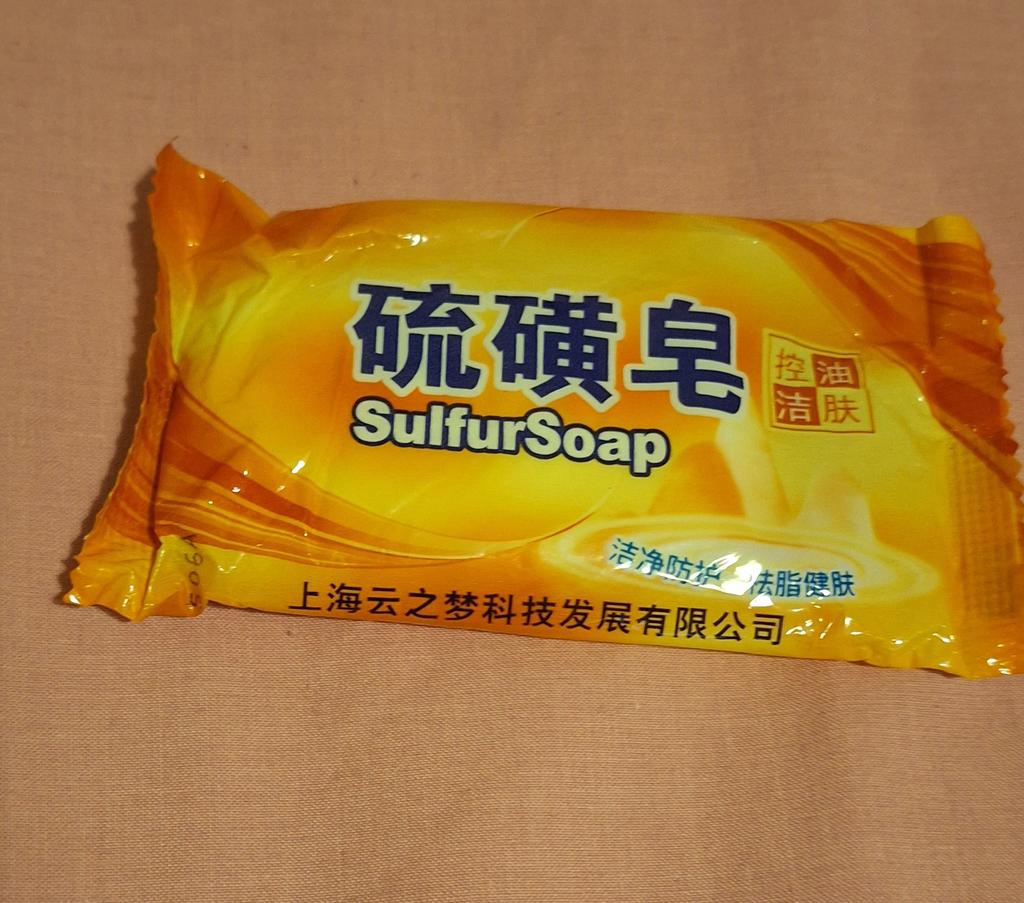 硫磺皂
SulfurSoap
控油
洁肤
洁净防护 祛脂健肤
上海云之梦科技发展有限公司
506A